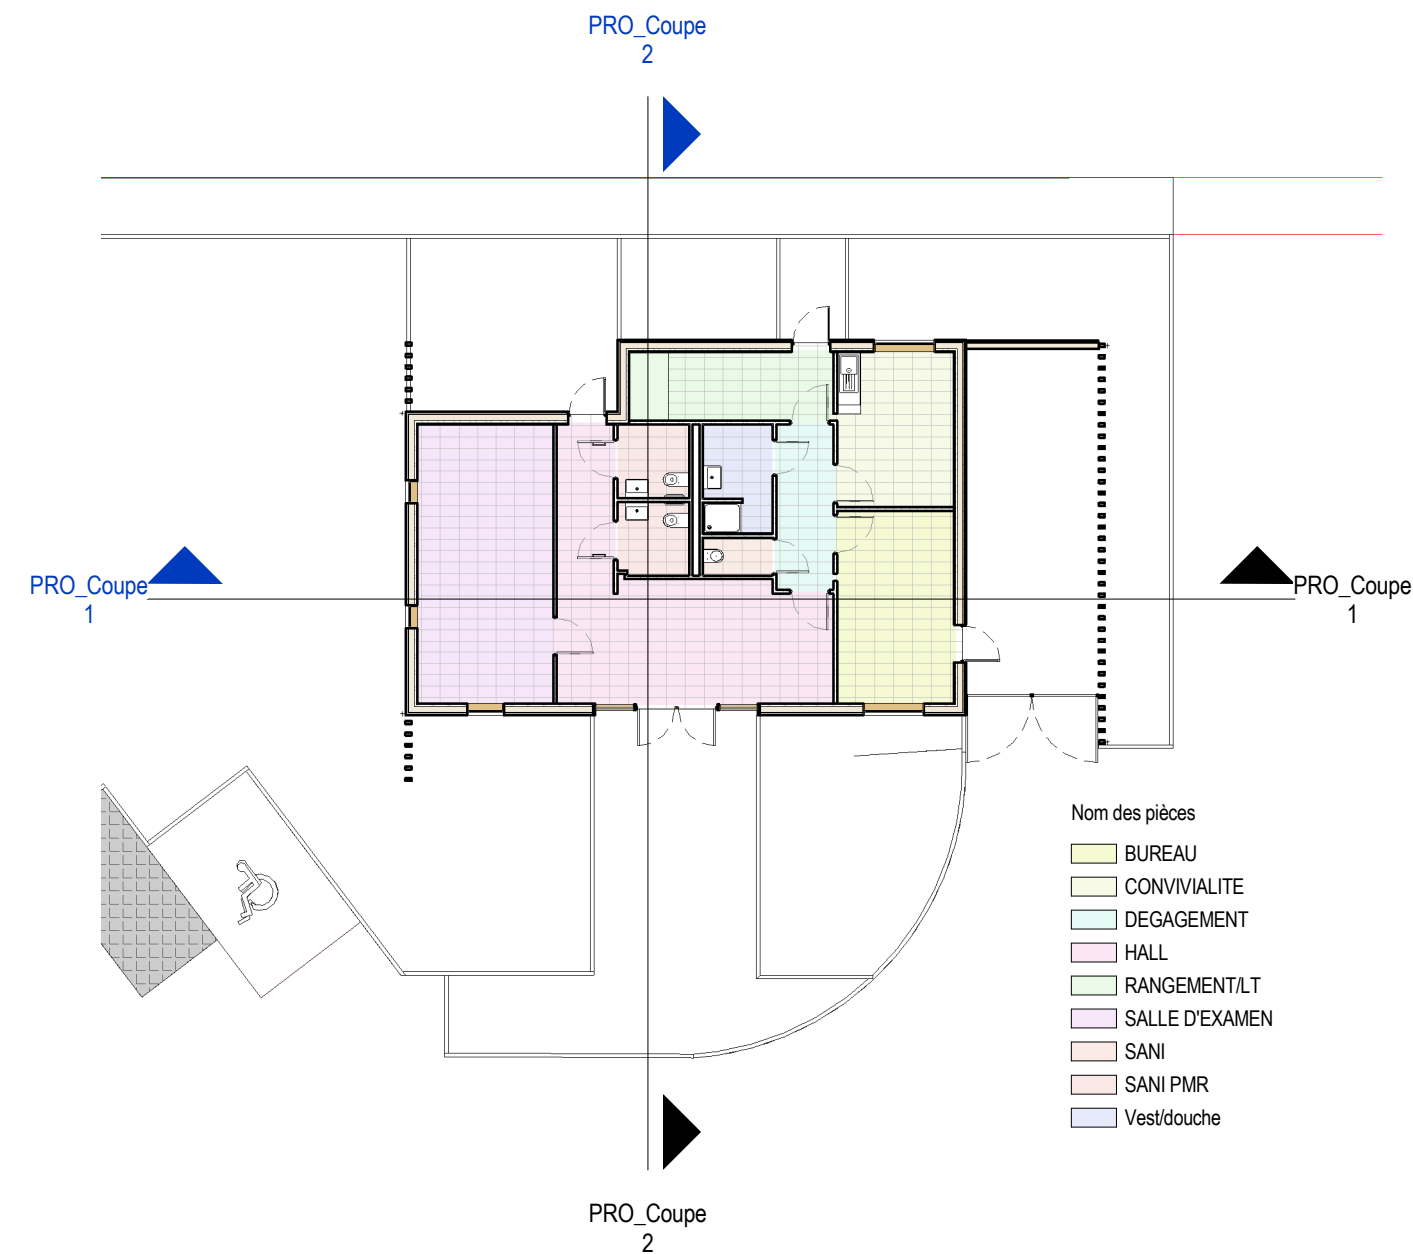 PRO_Coupe
2
PRO_Coupe
1
PRO_Coupe
1
Nom des pièces
BUREAU
CONVIVIALITE
DEGAGEMENT
HALL
RANGEMENT/LT
SALLE D'EXAMEN
SANI
SANI PMR
Vest/douche
PRO_Coupe
2